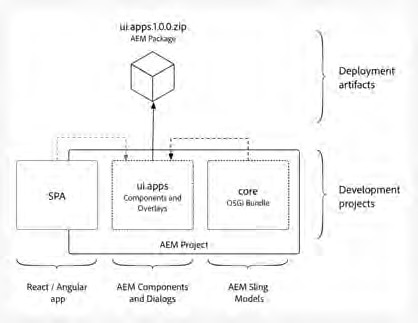 ui.apps.1.0.0.zip
AEM Package
Deployment
artifacts
SPA
ui.apps
Components and
Overlays
core
OSGi Bundle
Development
projects
AEM Project
React / Angular
app
AEM Components
and Dialogs
AEM Sling
Models